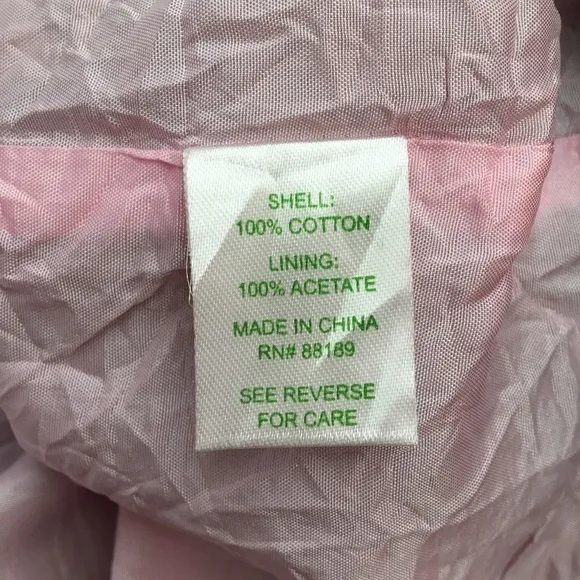 SHELL:
100% COTTON
LINING:
100% ACETATE
MADE IN CHINA
RN# 88189
SEE REVERSE
FOR CARE